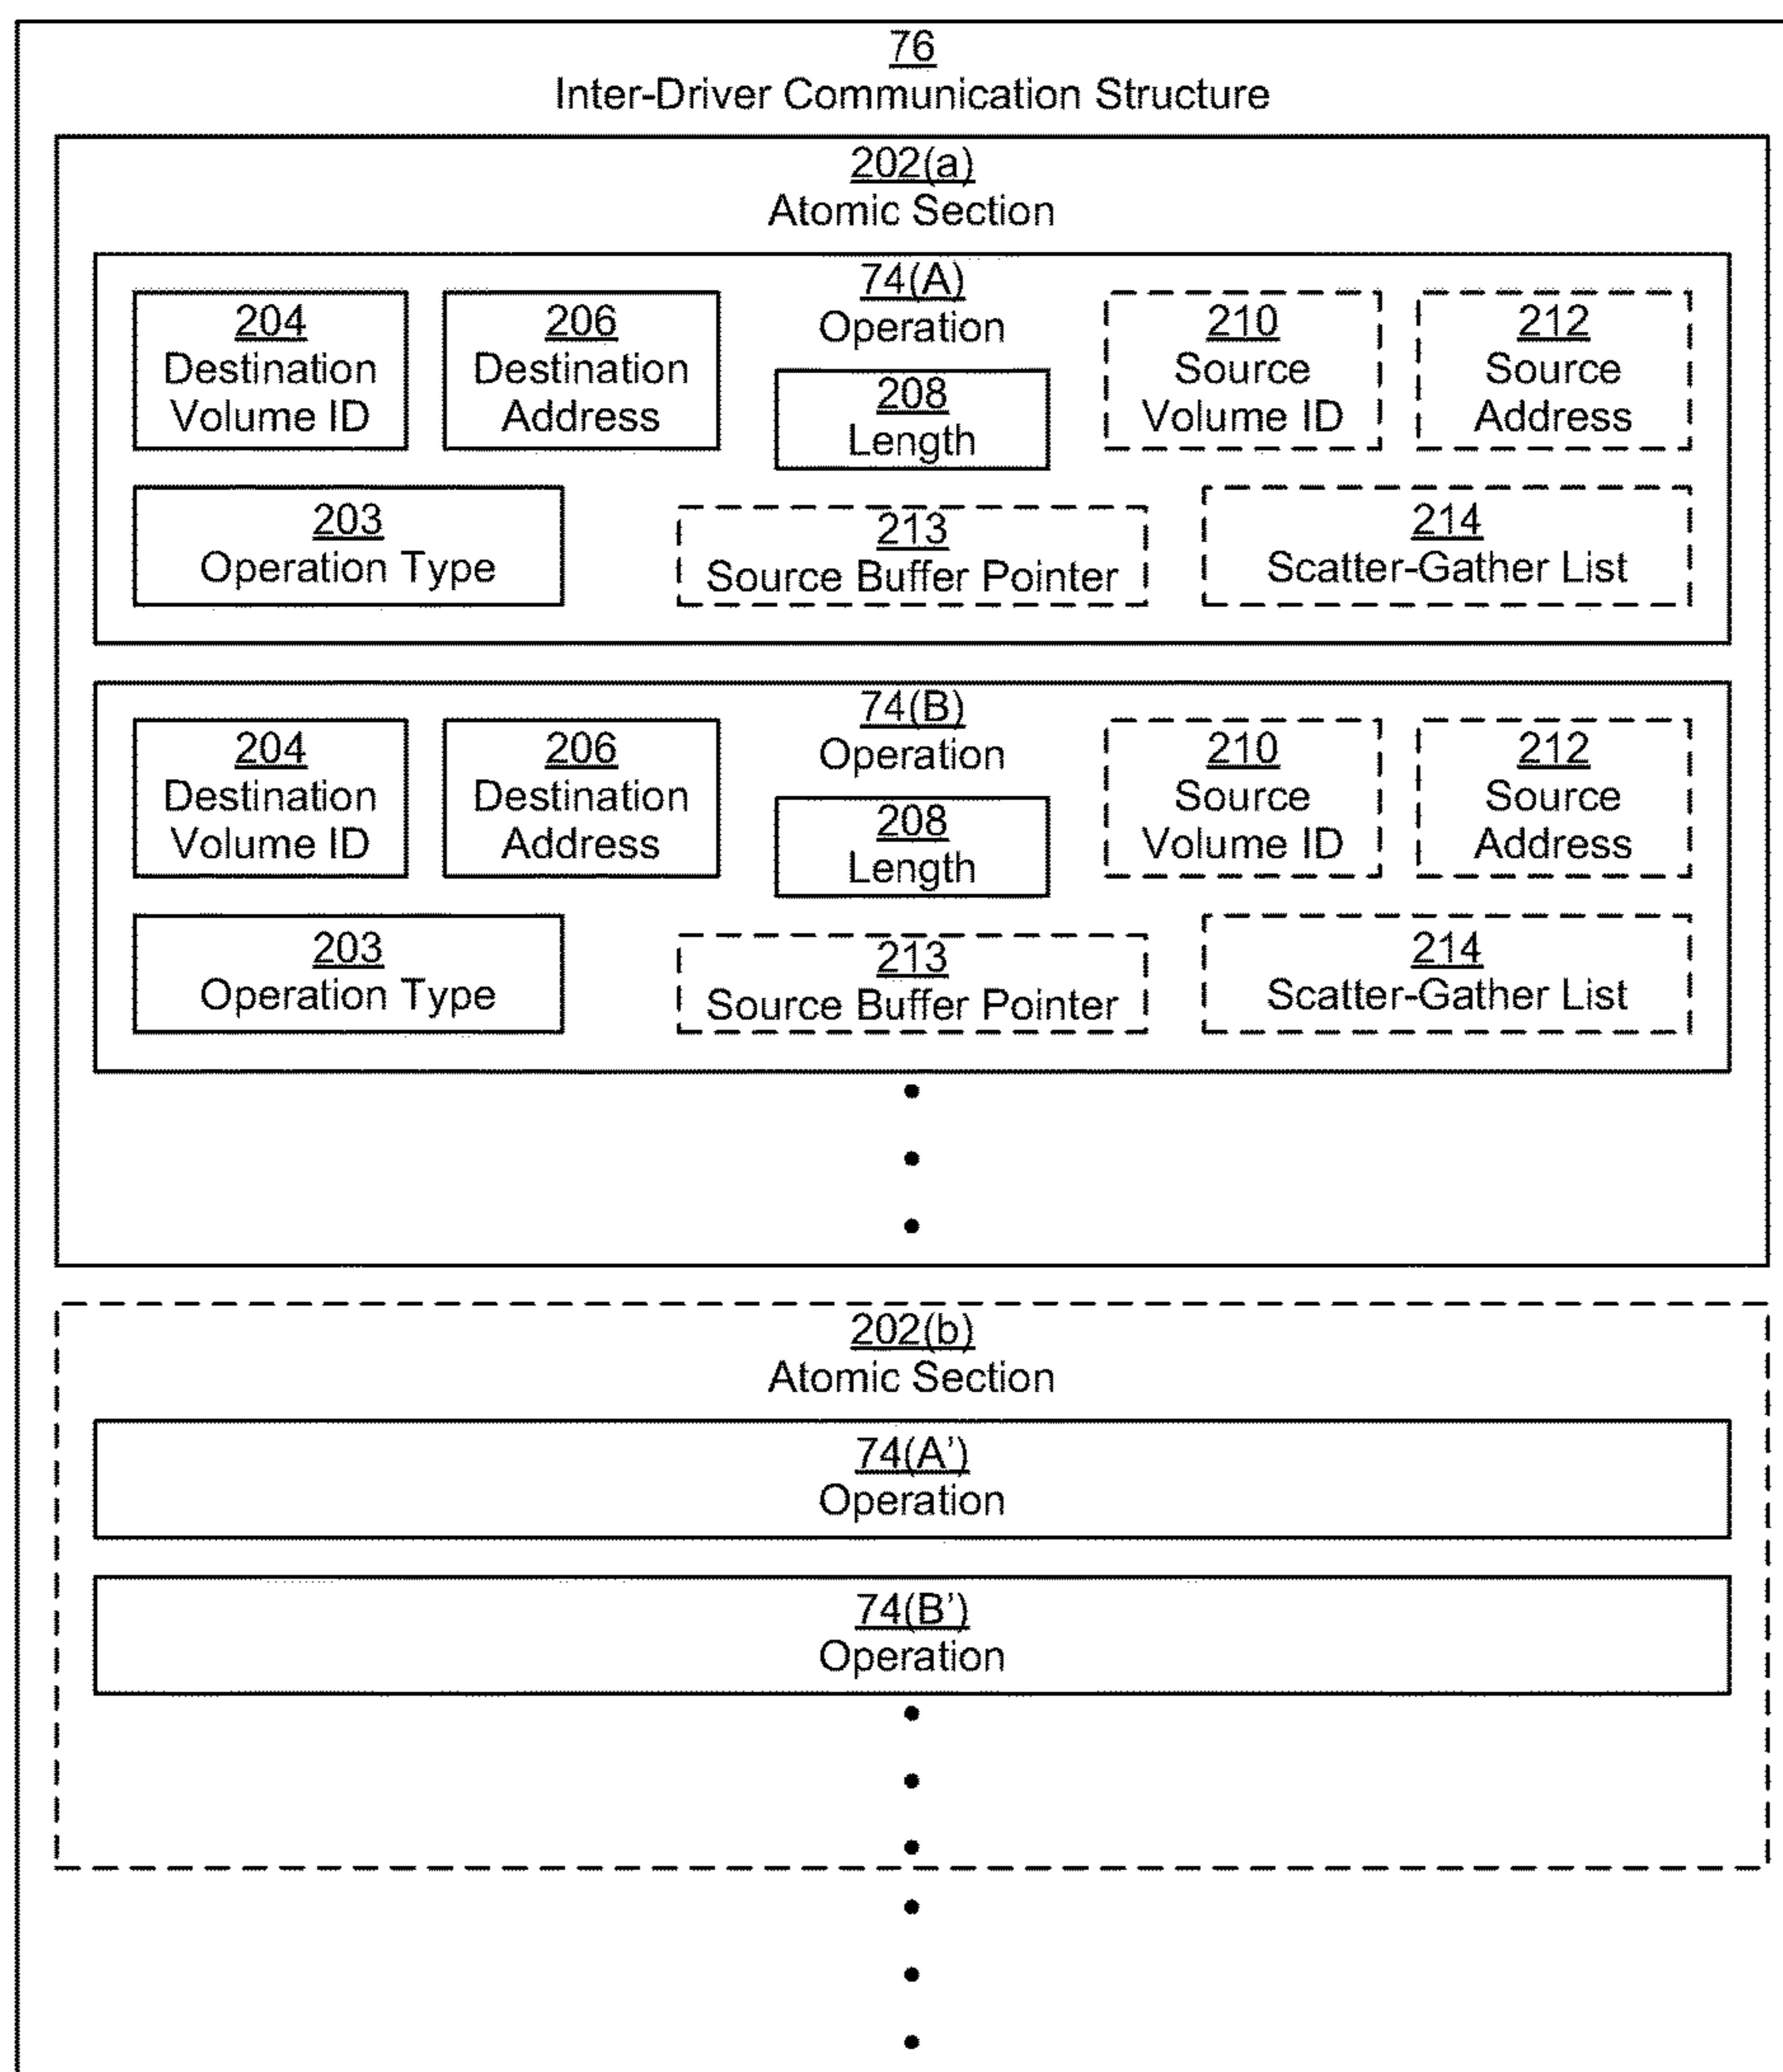 76
Inter-Driver Communication Structure
202(a)
Atomic Section
74(A)
Operation
204
Destination
Volume ID
206
Destination
Address
208
Length
210
Source
Volume ID
212
Source
Address
203
Operation Type
213
Source Buffer Pointer
214
Scatter-Gather List
74(B)
Operation
204
Destination
Volume ID
206
Destination
Address
208
Length
210
Source
Volume ID
212
Source
Address
203
Operation Type
213
Source Buffer Pointer
214
Scatter-Gather List
202(b)
Atomic Section
74(A’)
Operation
74(B’)
Operation